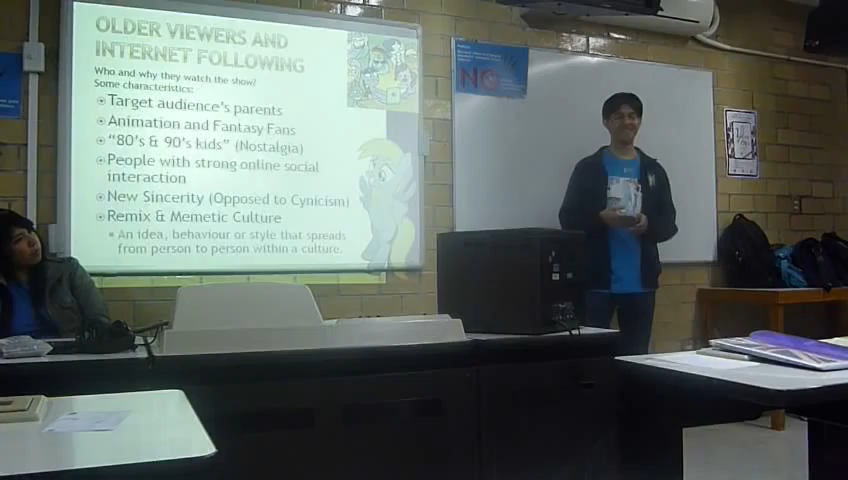 OLDER VIEWERS AND
INTERNET FOLLOWING
Who and why they watch the show?
Some characteristics:
Target audience's parents
Animation and Fantasy Fans
"80's & 90's kids" (Nostalgia)
People with strong online social
interaction
New Sincerity (Opposed to Cynicism)
Remix & Memetic Culture
An idea, behaviour or style that spreads
from person to person within a culture.
NO